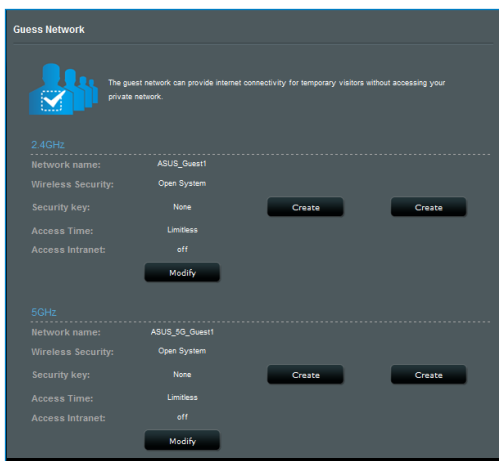 Guess Network
The guest network can provide internet connectivity for temporary visitors without accessing your
private network.
2.4GHz
Network name: ASUS_Guest1
Wireless Security: Open System
Security key: None Create Create
Access Time: Limitless
Access Intranet: off
Modify
5GHz
Network name: ASUS_5G_Guest1
Wireless Security: Open System
Security key: None Create Create
Access Time: Limitless
Access Intranet: off
Modify